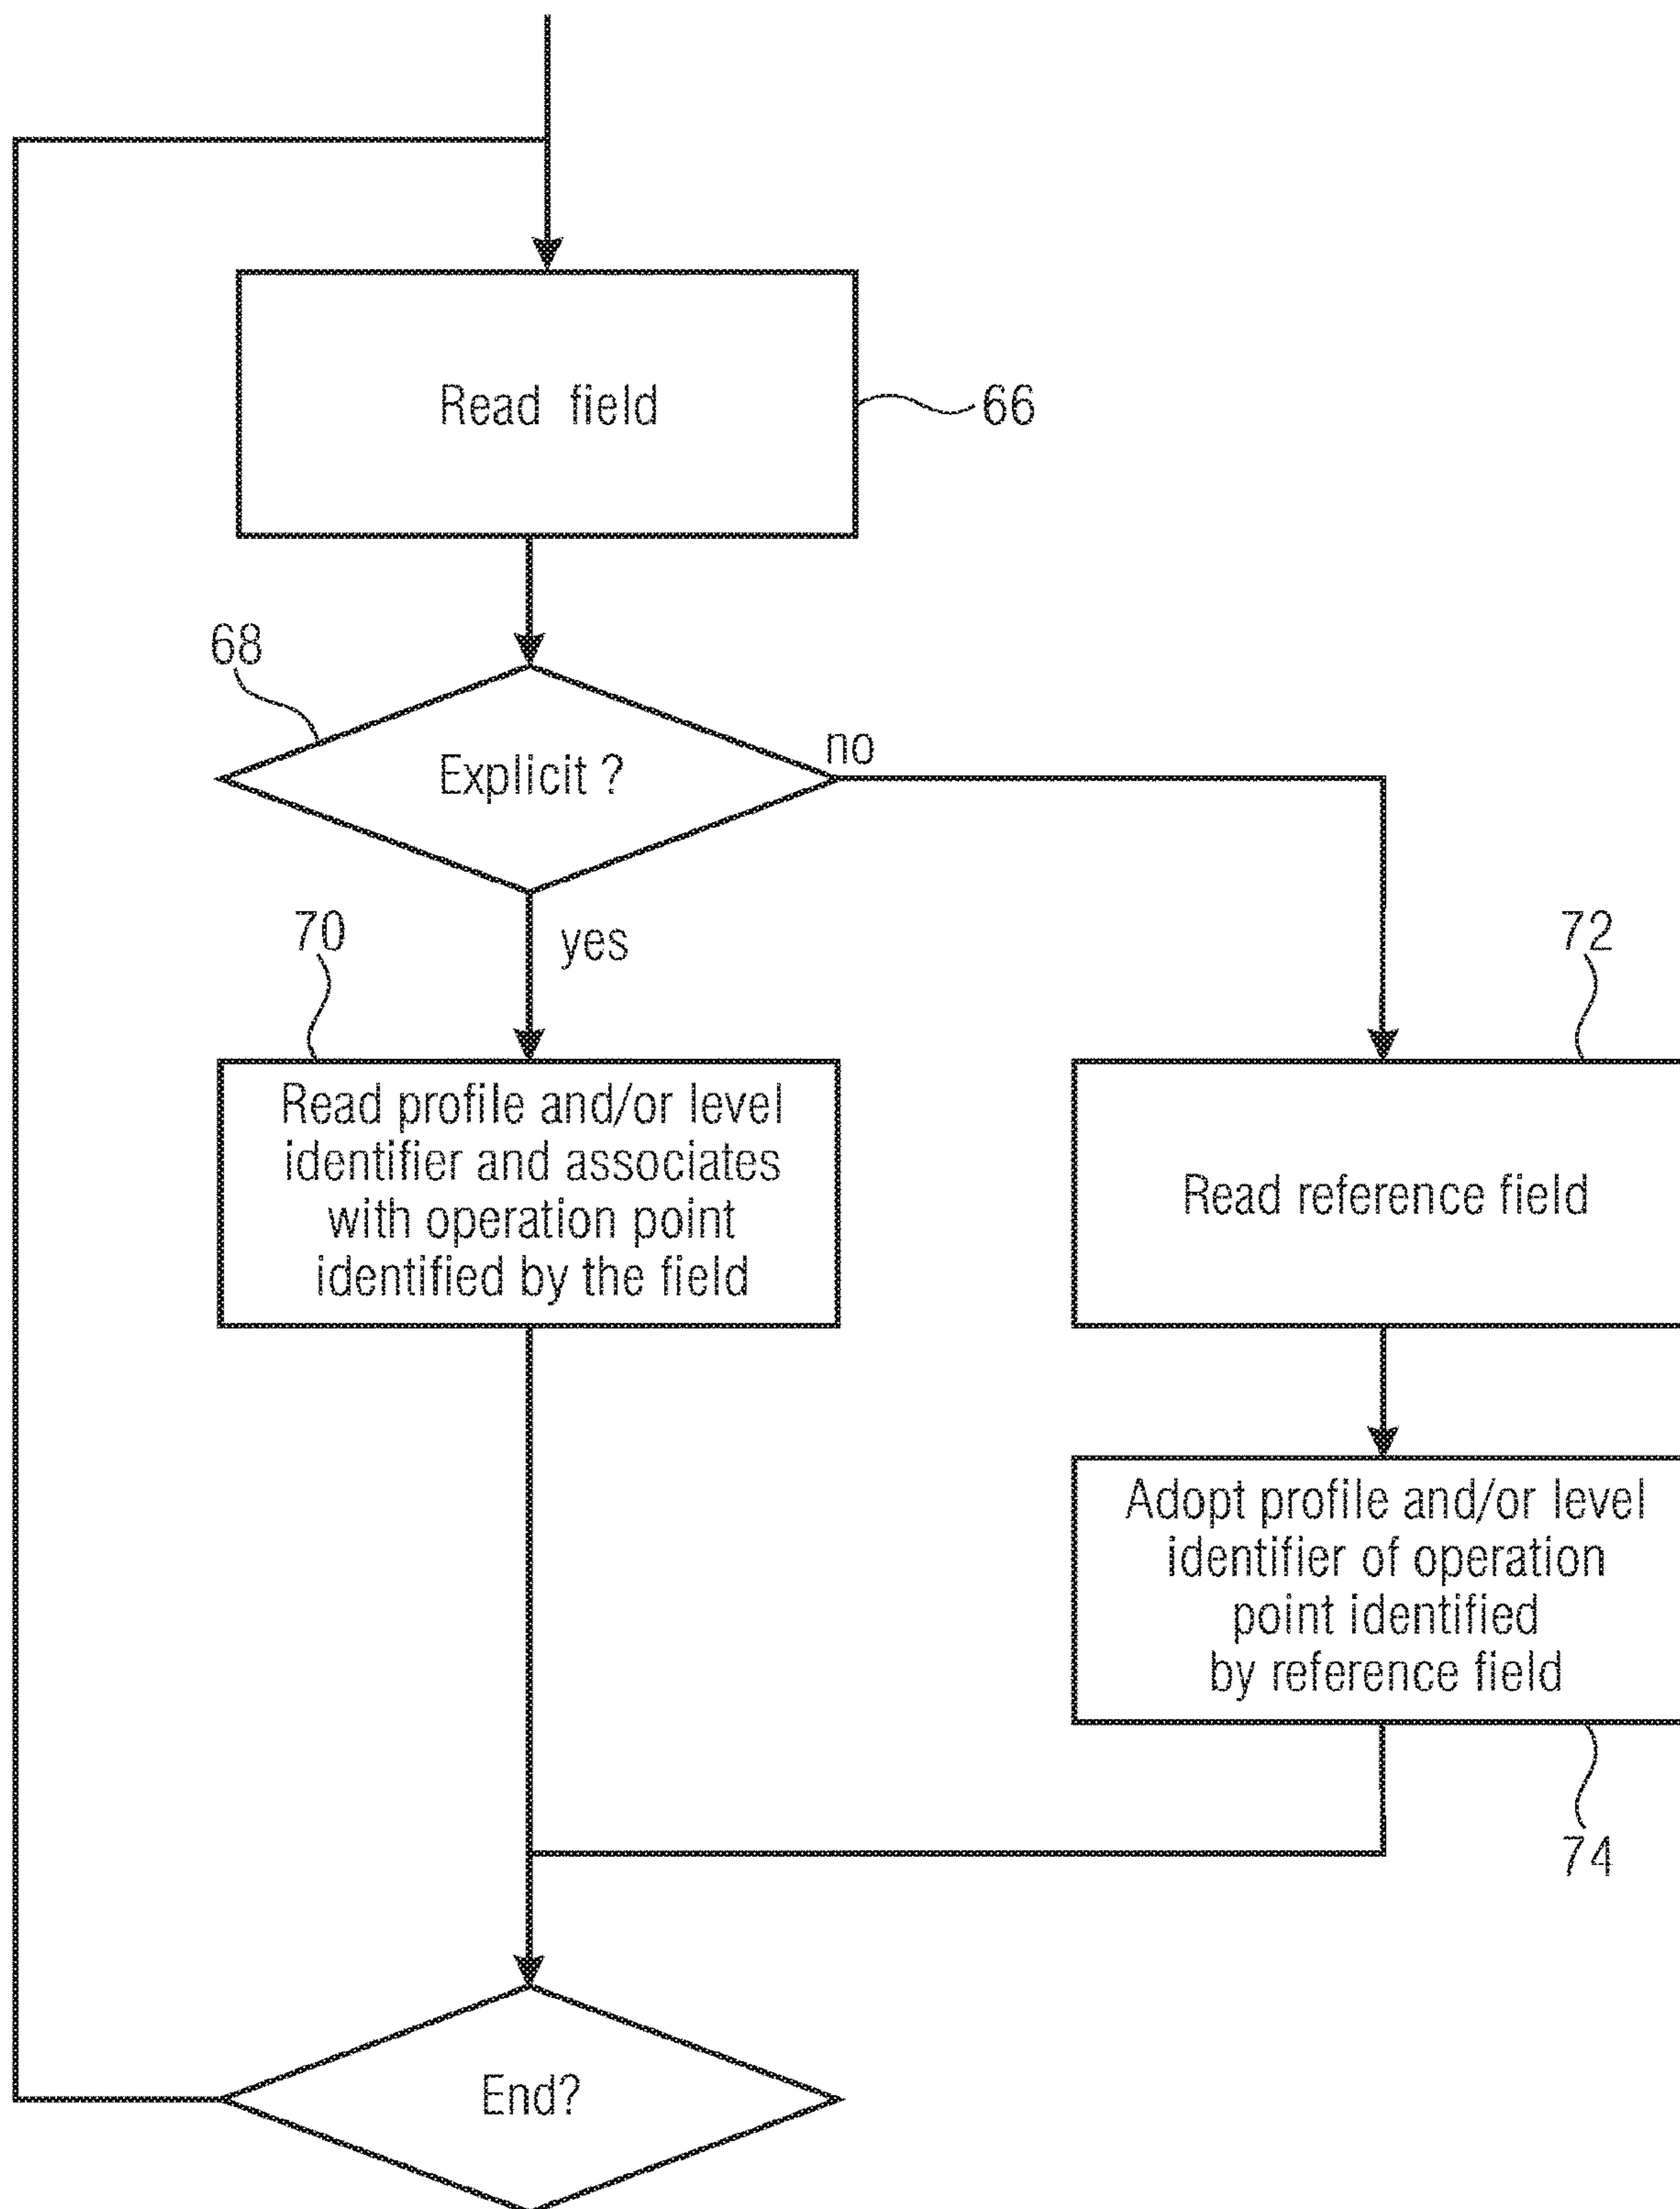 Read field
66
68
Explicit ?
no
70
yes
72
Read profile and/or level
identifier and associates
with operation point
identified by the field
Read reference field
Adopt profile and/or level
identifier of operation
point identified
by reference field
74
End?